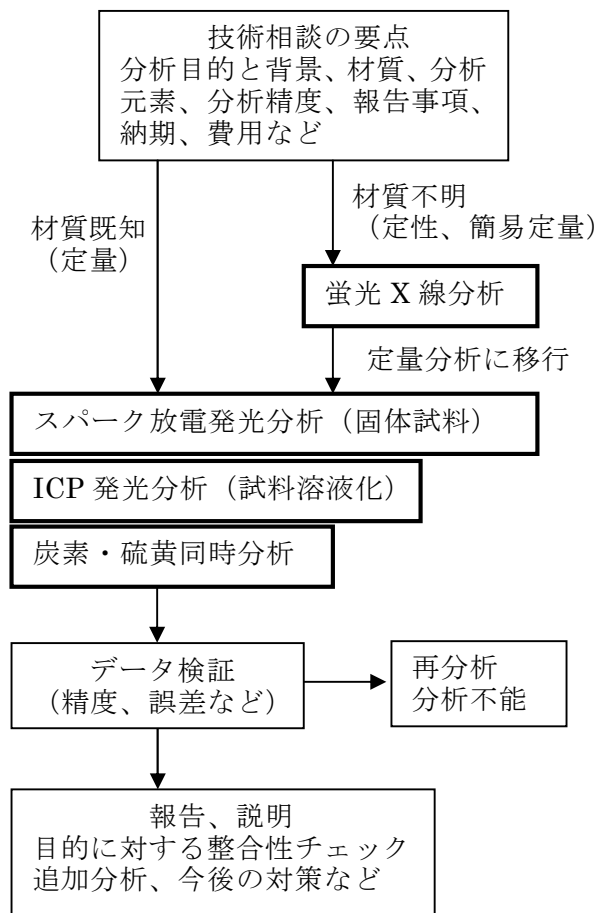 技術相談の要点
分析目的と背景、材質、分析
元素、分析精度、報告事項、
納期、費用など
材質既知
（定量）
材質不明
（定性、簡易定量）
蛍光 X 線分析
定量分析に移行
スパーク放電発光分析（固体試料）
ICP 発光分析（試料溶液化）
炭素・硫黄同時分析
データ検証
（精度、誤差など）
再分析
分析不能
報告、説明
目的に対する整合性チェック
追加分析、今後の対策など